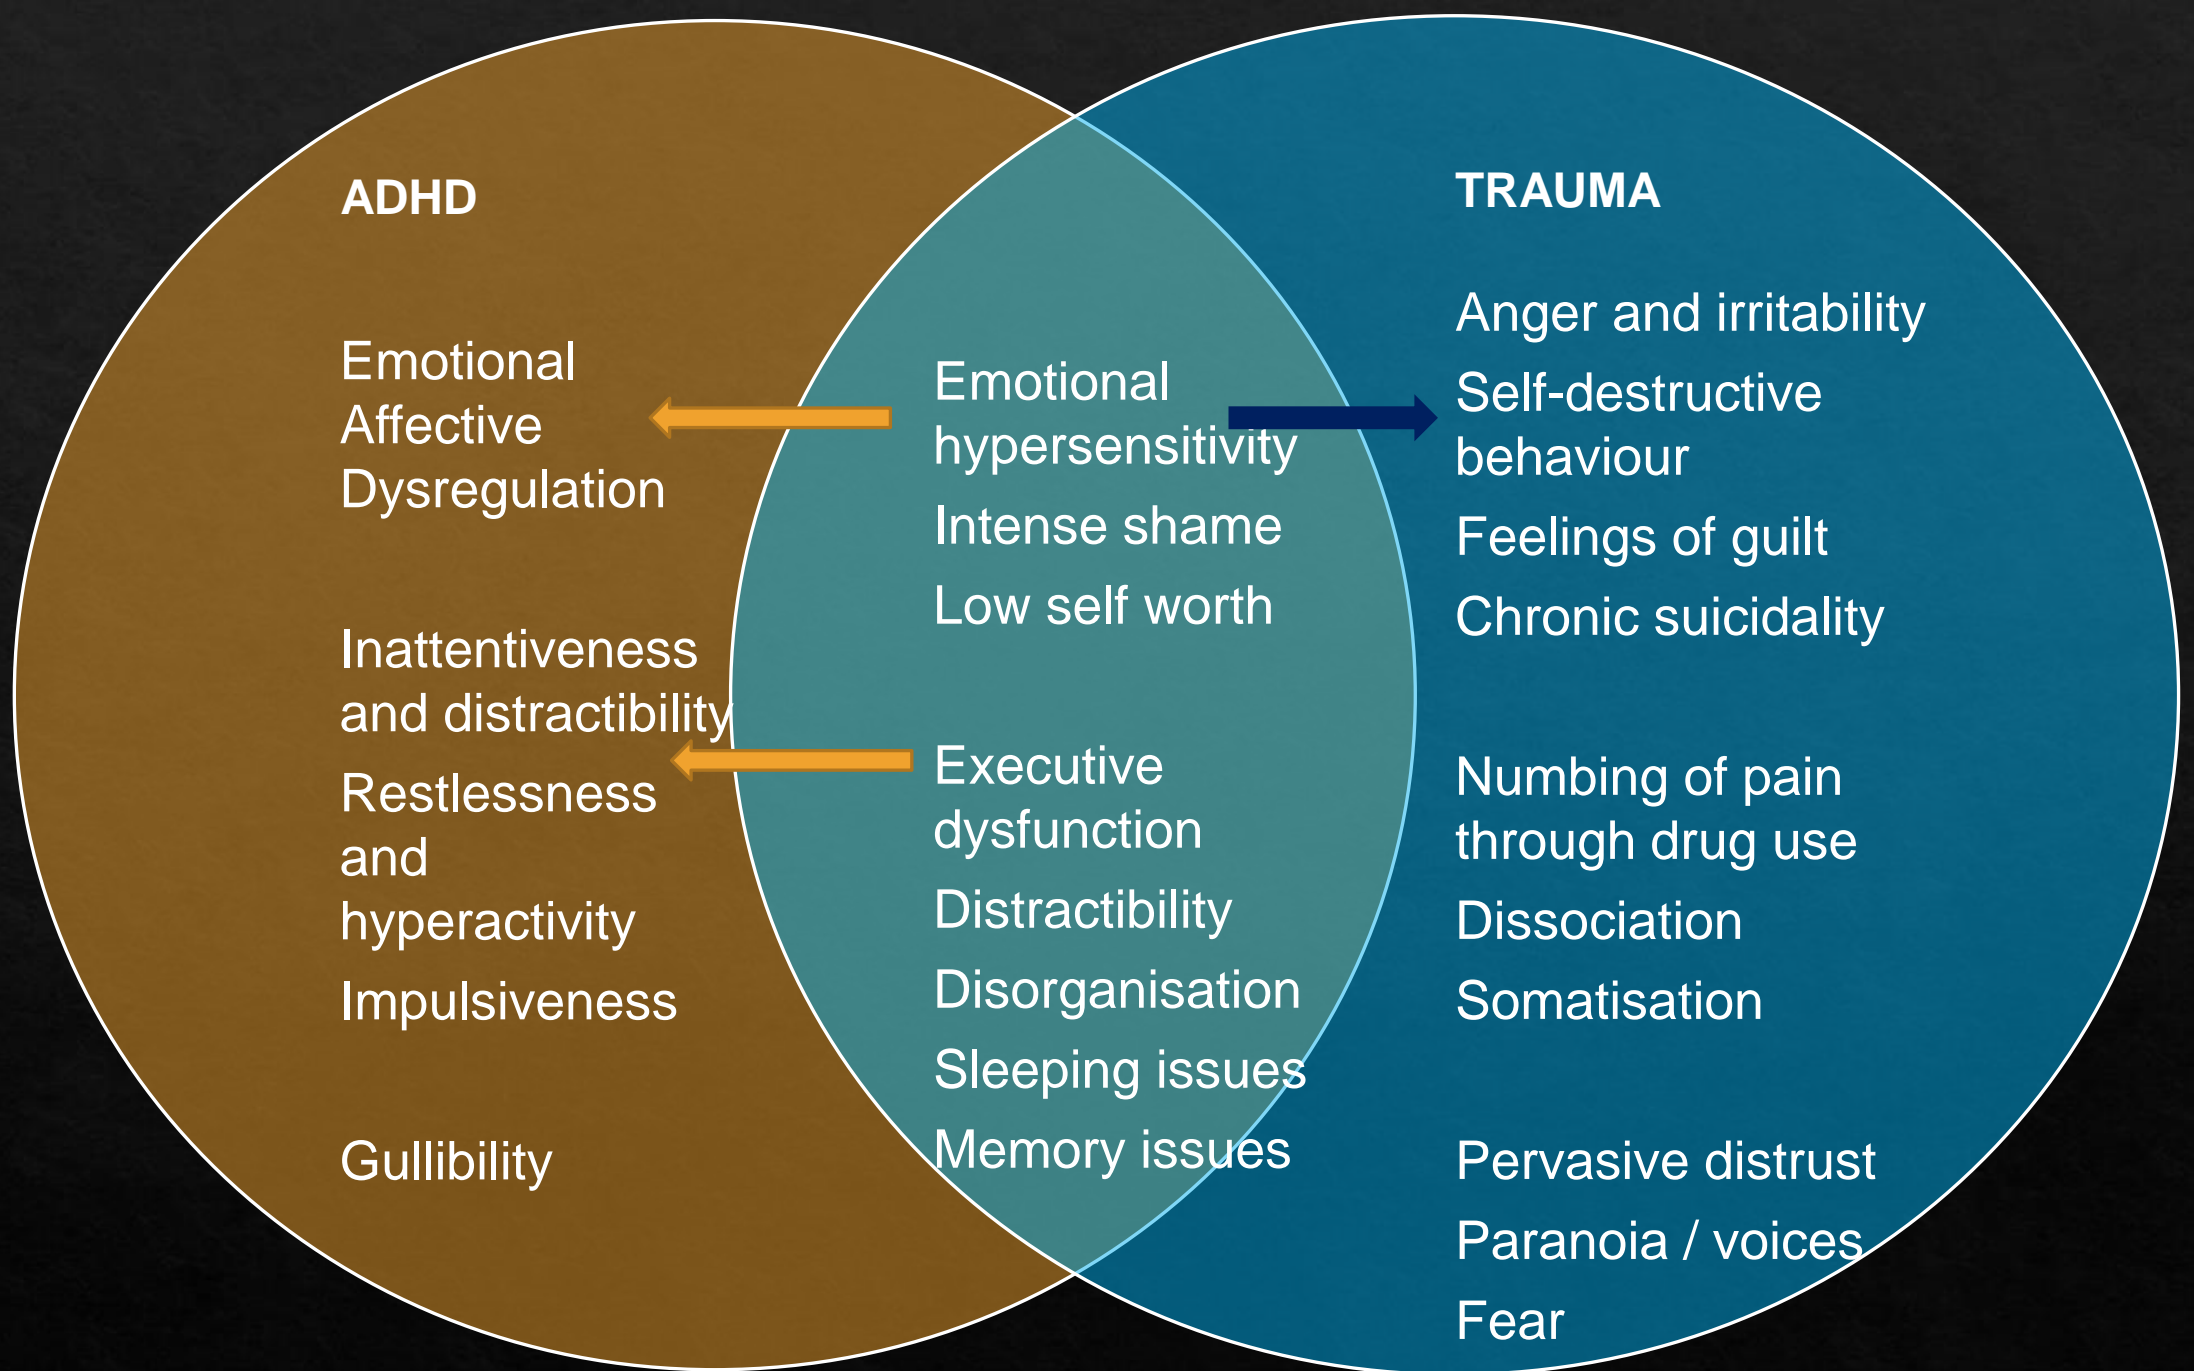 ADHD
Emotional
Affective
Dysregulation
Inattentiveness
and distractibility
Restlessness
and
hyperactivity
Impulsiveness
Gullibility
Emotional
hypersensitivity
Intense shame
Low self worth
Executive
dysfunction
Distractibility
Disorganisation
Sleeping issues
Memory issues
TRAUMA
Anger and irritability
Self-destructive
behaviour
Feelings of guilt
Chronic suicidality
Numbing of pain
through drug use
Dissociation
Somatisation
Pervasive distrust
Paranoia / voices
Fear